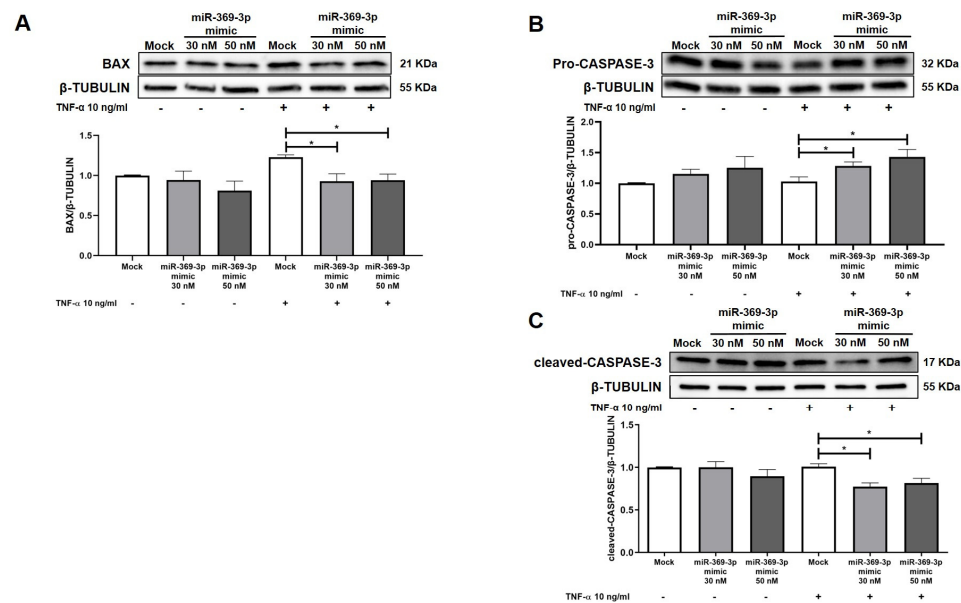 A
miR-369-3p
mimic
Mock 30 nM 50 nM Mock 30 nM 50 nM
BAX 21 KDa
β-TUBULIN 55 KDa
TNF-α 10 ng/ml - - - + + +
BAX/β-TUBULIN
1.5
1.0
0.5
0.0
* *
Mock miR-369-3p mimic 30 nM miR-369-3p mimic 50 nM Mock miR-369-3p mimic 30 nM miR-369-3p mimic 50 nM
TNF-α 10 ng/ml - - - + + +
B
miR-369-3p miR-369-3p
mimic mimic
Mock 30 nM 50 nM Mock 30 nM 50 nM
Pro-CASPASE-3 32 KDa
β-TUBULIN 55 KDa
TNF-α 10 ng/ml - - - + + +
pro-CASPASE-3/β-TUBULIN
2.0
1.5
1.0
0.5
0.0
* *
Mock miR-369-3p mimic 30 nM miR-369-3p mimic 50 nM Mock miR-369-3p mimic 30 nM miR-369-3p mimic 50 nM
TNF-α 10 ng/ml - - - + + +
C
miR-369-3p miR-369-3p
mimic mimic
Mock 30 nM 50 nM Mock 30 nM 50 nM
cleaved-CASPASE-3 17 KDa
β-TUBULIN 55 KDa
TNF-α 10 ng/ml - - - + + +
cleaved-CASPASE-3/β-TUBULIN
1.5
1.0
0.5
0.0
* *
Mock miR-369-3p mimic 30 nM miR-369-3p mimic 50 nM Mock miR-369-3p mimic 30 nM miR-369-3p mimic 50 nM
TNF-α 10 ng/ml - - - + + +